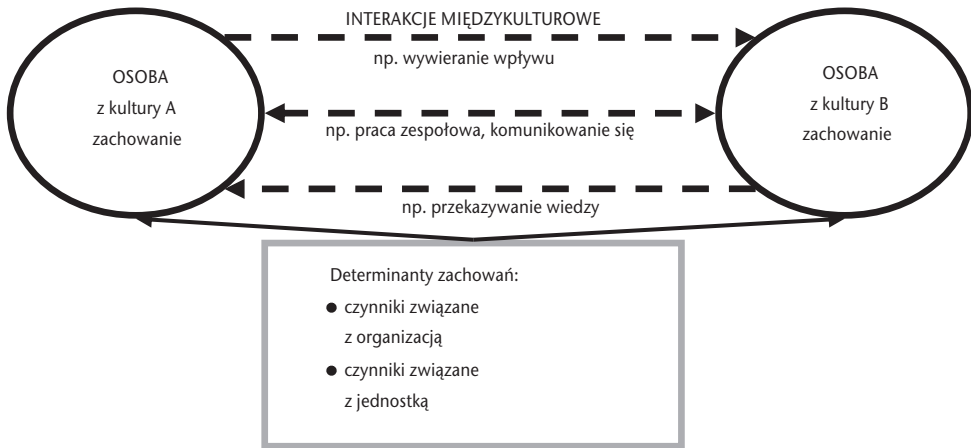 INTERAKCJE MIĘDZYKULTUROWE
np. wywieranie wpływu
OSOBA
z kultury A
zachowanie
OSOBA
z kultury B
zachowanie
np. praca zespołowa, komunikowanie się
np. przekazywanie wiedzy
Determinanty zachowań:
● czynniki związane
z organizacją
● czynniki związane
z jednostką